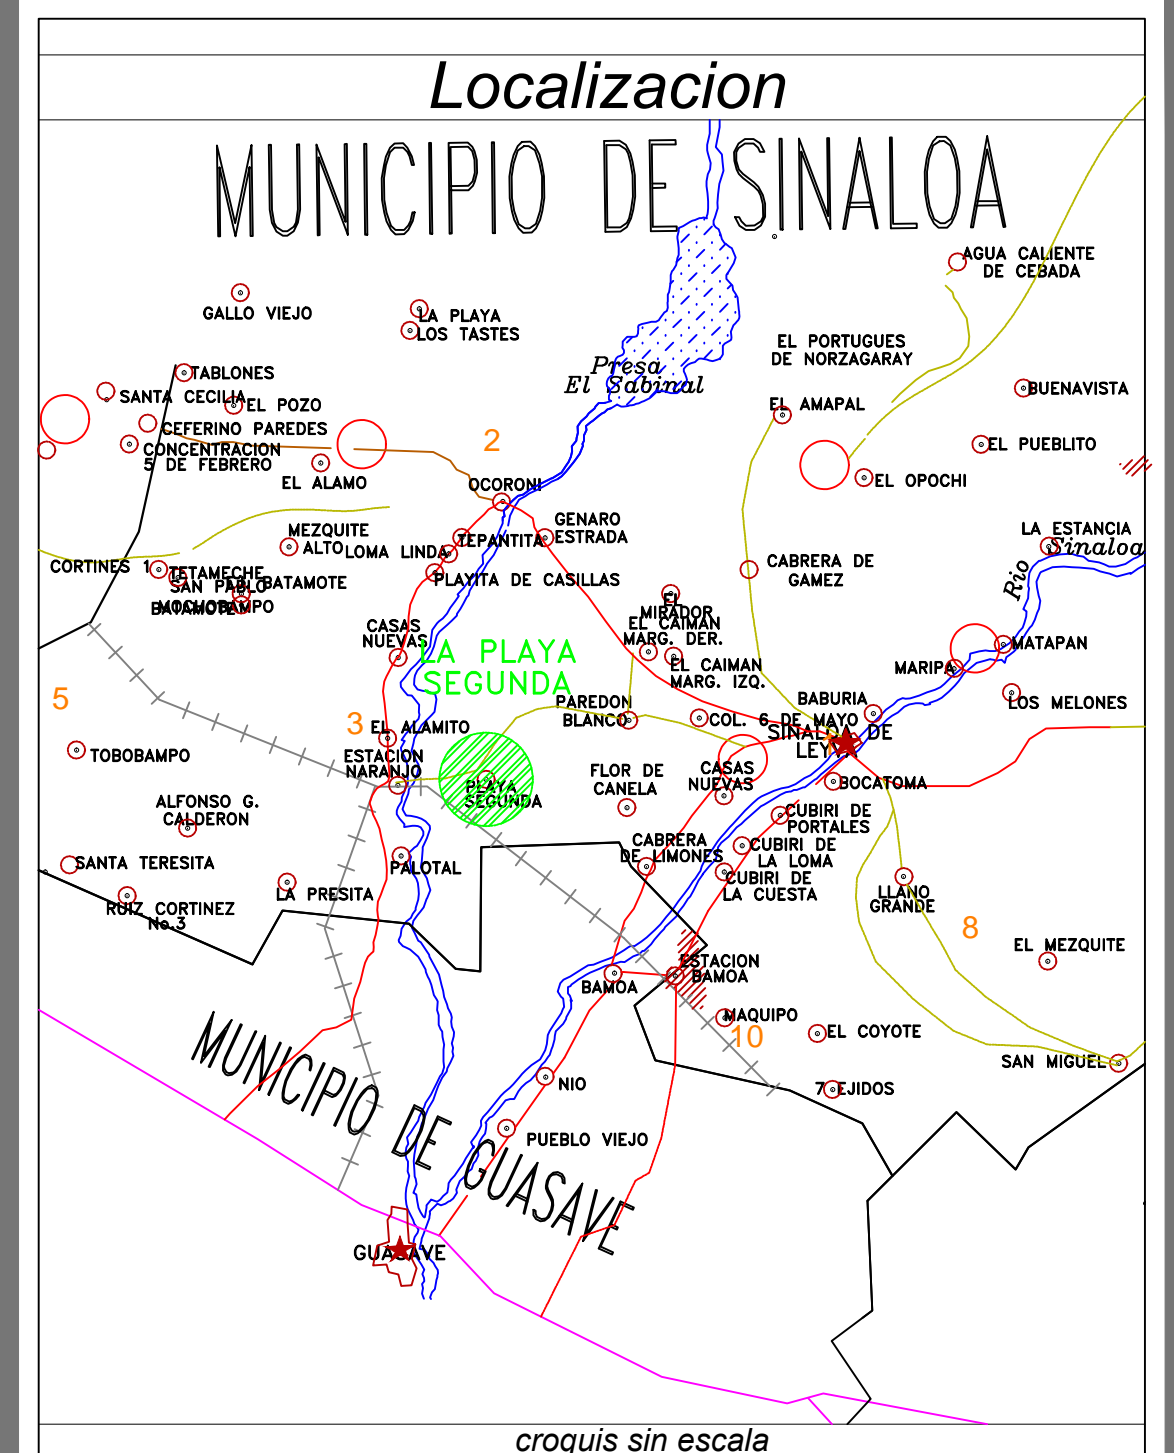 Localizacion
MUNICIPIO DE SINALOA
AGUA CALIENTE
DE CEBADA
GALLO VIEJO
LA PLAYA
LOS TASTES
EL PORTUGUES
DE NORZAGARAY
Presa
El Sabinal
TABLONES
SANTA CECILIA
EL POZO
BUENAVISTA
EL AMAPAL
CEFERINO PAREDES
2
CONCENTRACION
5 DE FEBRERO
EL PUEBLITO
EL ALAMO
OCORONI
EL OPOCHI
GENARO
ESTRADA
MEZQUITE
ALTO
LOMA LINDA
TEPANTITA
LA ESTANCIA
Rio
Sinaloa
CORTINES 1
TETAMECHE
SAN PABLO
BATAMOTE
BATAMOTE
MOCHOBAMPO
PLAYITA DE CASILLAS
CABRERA DE
GAMEZ
EL
MIRADOR
CASAS
NUEVAS
EL CAIMAN
MARG. DER.
LA PLAYA
SEGUNDA
EL CAIMAN
MARG. IZQ.
MATAPAN
MARIPA
5
PAREDON
BLANCO
BABURIA
LOS MELONES
3
EL ALAMITO
COL. 6 DE MAYO
SINALOA DE
LEYVA
TOBOBAMPO
ESTACION
NARANJO
FLOR DE
CANELA
CASAS
NUEVAS
BOCATOMA
PLAYA
SEGUNDA
ALFONSO G.
CALDERON
CUBIRI DE
PORTALES
CABRERA
DE LIMONES
CUBIRI DE
LA LOMA
SANTA TERESITA
PALOTAL
CUBIRI DE
LA CUESTA
LA PRESITA
LLANO
GRANDE
RUIZ CORTINEZ
No.3
8
EL MEZQUITE
ESTACION
BAMOA
BAMOA
MAQUIPO
10
EL COYOTE
SAN MIGUEL
NIO
7 EJIDOS
MUNICIPIO DE GUASAVE
PUEBLO VIEJO
GUASAVE
croquis sin escala